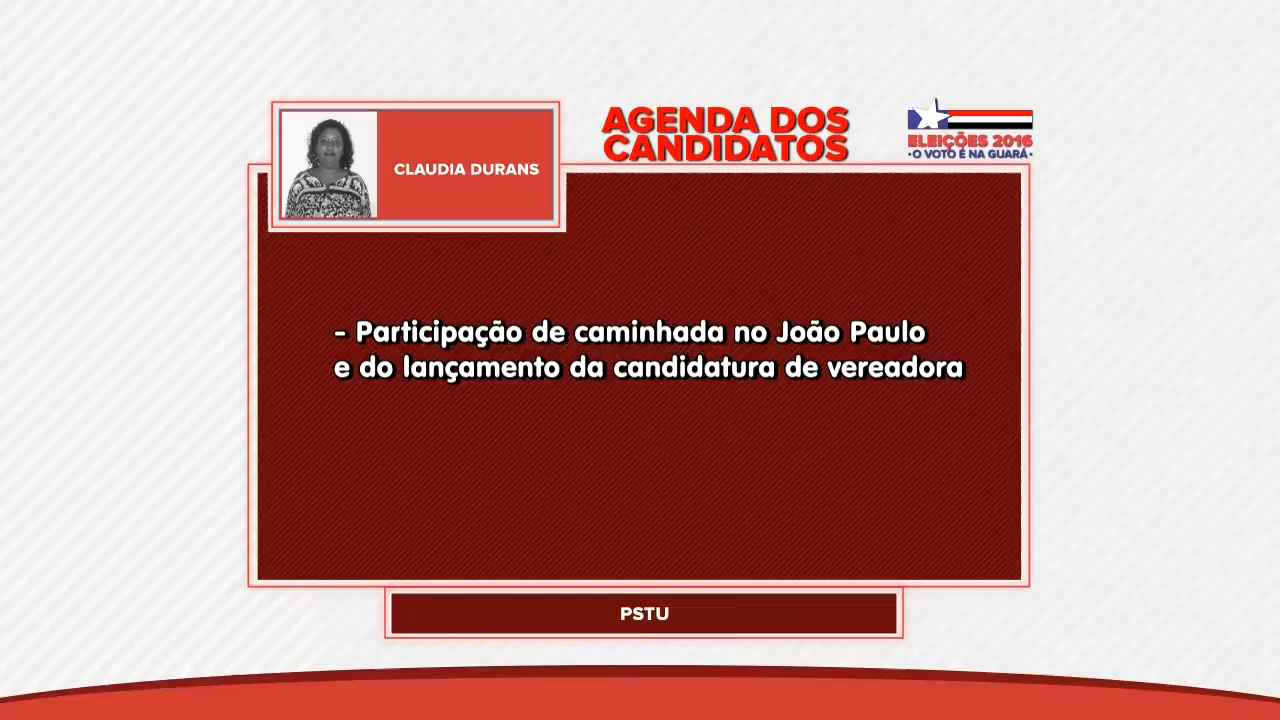 CLAUDIA DURANS
AGENDA DOS
CANDIDATOS
ELEIÇÕES 2016
•O VOTO É NA GUARÁ•
- Participação de caminhada no João Paulo
e do lançamento da candidatura de vereadora
PSTU